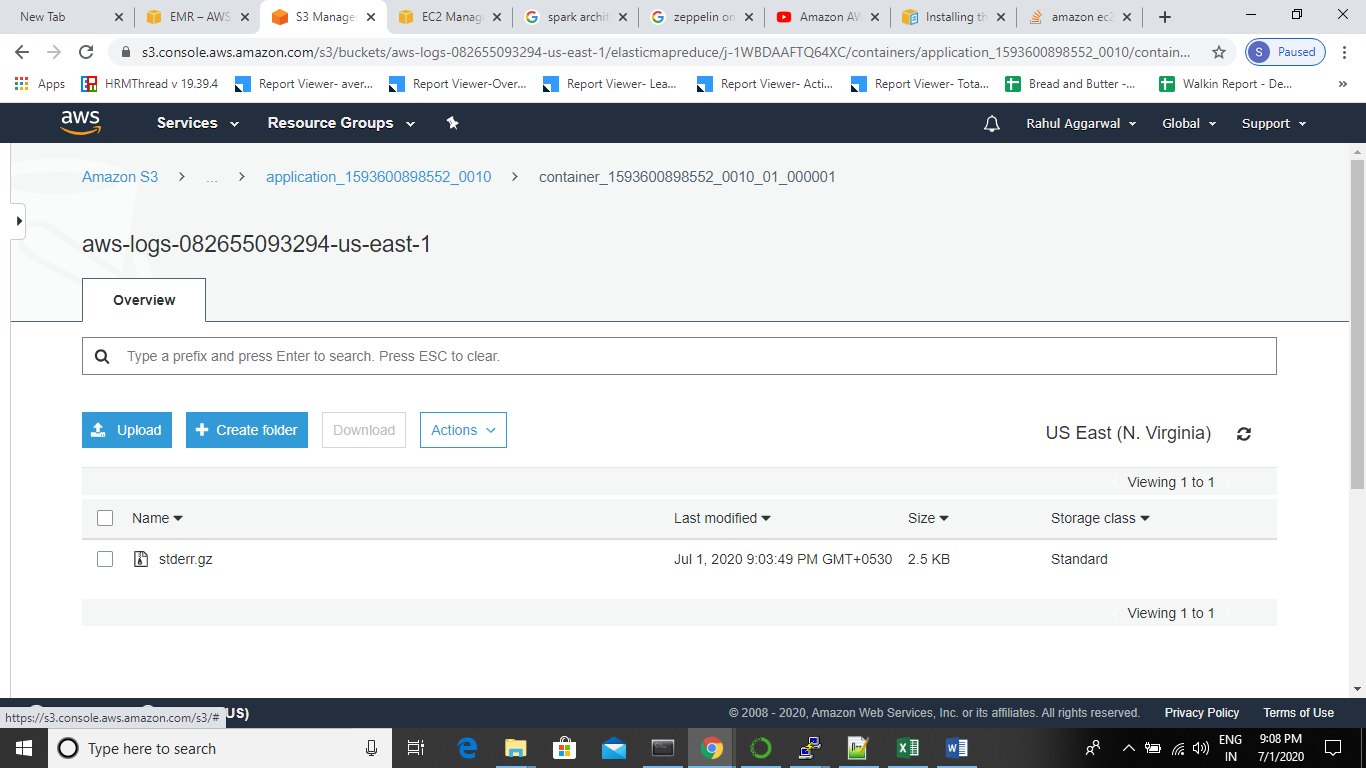 New Tab
EMR – AWS
S3 Manage
EC2 Manag
spark archit
zeppelin on
Amazon AW
Installing th
amazon ec2
s3.console.aws.amazon.com/s3/buckets/aws-logs-082655093294-us-east-1/elasticmapreduce/j-1WBDAAFTQ64XC/containers/application_1593600898552_0010/contain...
S Paused
Apps
HRMThread v 19.39.4
Report Viewer- aver...
Report Viewer-Over...
Report Viewer- Lea...
Report Viewer- Acti...
Report Viewer- Tota...
Bread and Butter -...
Walkin Report - De...
»
aws
Services
Resource Groups
Rahul Aggarwal
Global
Support
Amazon S3 ... application_1593600898552_0010 container_1593600898552_0010_01_000001
aws-logs-082655093294-us-east-1
Overview
Type a prefix and press Enter to search. Press ESC to clear.
Upload
Create folder
Download
Actions
US East (N. Virginia)
Viewing 1 to 1
Name Last modified Size Storage class
stderr.gz Jul 1, 2020 9:03:49 PM GMT+0530 2.5 KB Standard
Viewing 1 to 1
https://s3.console.aws.amazon.com/s3/#
US)
© 2008 - 2020, Amazon Web Services, Inc. or its affiliates. All rights reserved.
Privacy Policy
Terms of Use
Type here to search
ENG
IN
9:08 PM
7/1/2020